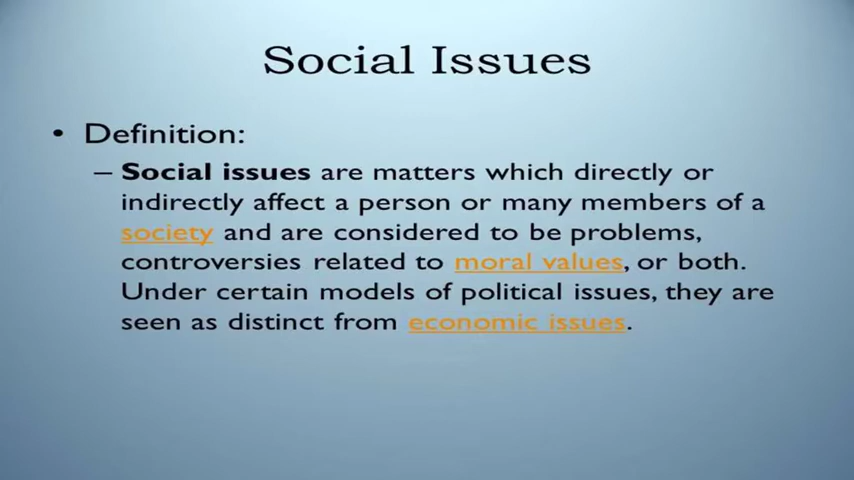 Social Issues
• Definition:
– Social issues are matters which directly or
indirectly affect a person or many members of a
society and are considered to be problems,
controversies related to moral values, or both.
Under certain models of political issues, they are
seen as distinct from economic issues.